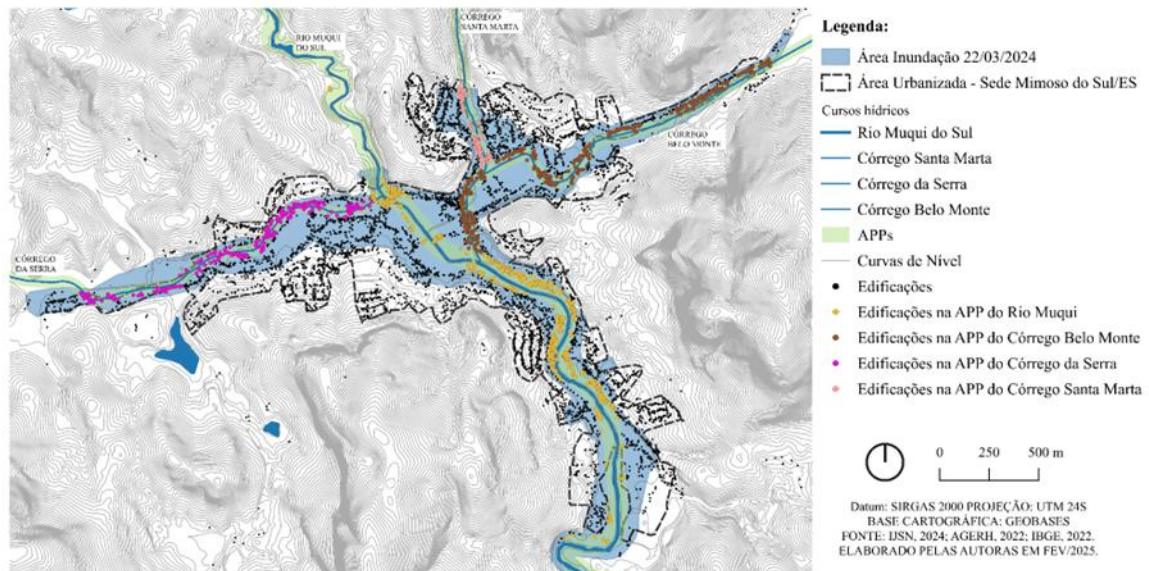 RIO MUQUI
DO SUL
CÓRREGO
SANTA MARTA
CÓRREGO
BELO MONTE
CÓRREGO
DA SERRA
Legenda:
Área Inundação 22/03/2024
Área Urbanizada - Sede Mimoso do Sul/ES
Cursos hídricos
Rio Muqui do Sul
Córrego Santa Marta
Córrego da Serra
Córrego Belo Monte
APPs
Curvas de Nível
Edificações
Edificações na APP do Rio Muqui
Edificações na APP do Córrego Belo Monte
Edificações na APP do Córrego da Serra
Edificações na APP do Córrego Santa Marta
0 250 500 m
Datum: SIRGAS 2000 PROJEÇÃO: UTM 24S
BASE CARTOGRÁFICA: GEOBASES
FONTE: IJSN, 2024; AGERH, 2022; IBGE, 2022.
ELABORADO PELAS AUTORAS EM FEV/2025.